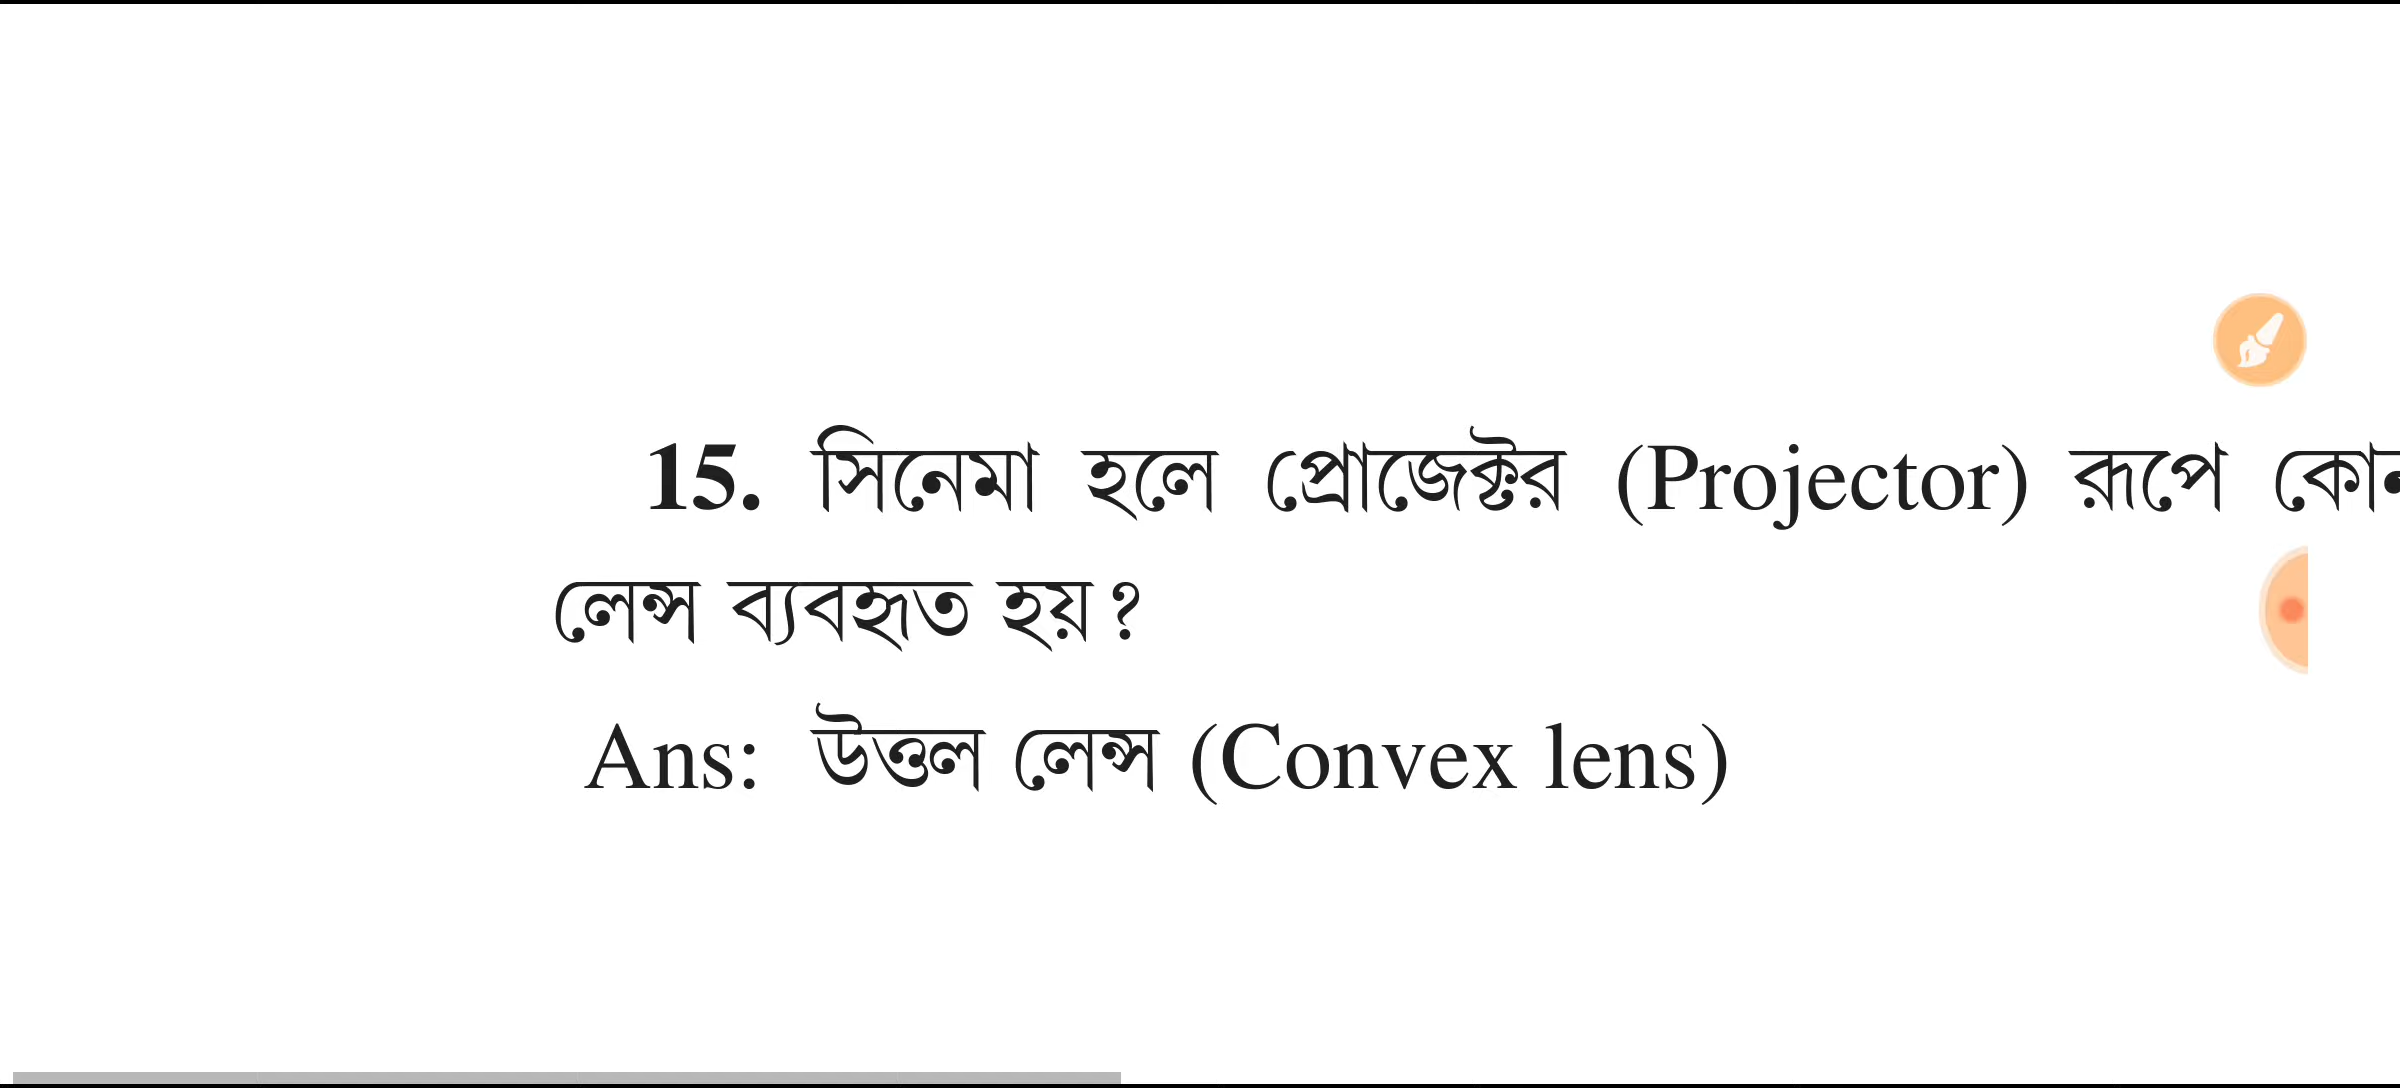 15. সিনেমা হলে প্রোজেক্টর (Projector) রূপে
লেন্স ব্যবহৃত হয়?
Ans: উত্তল লেন্স (Convex lens)